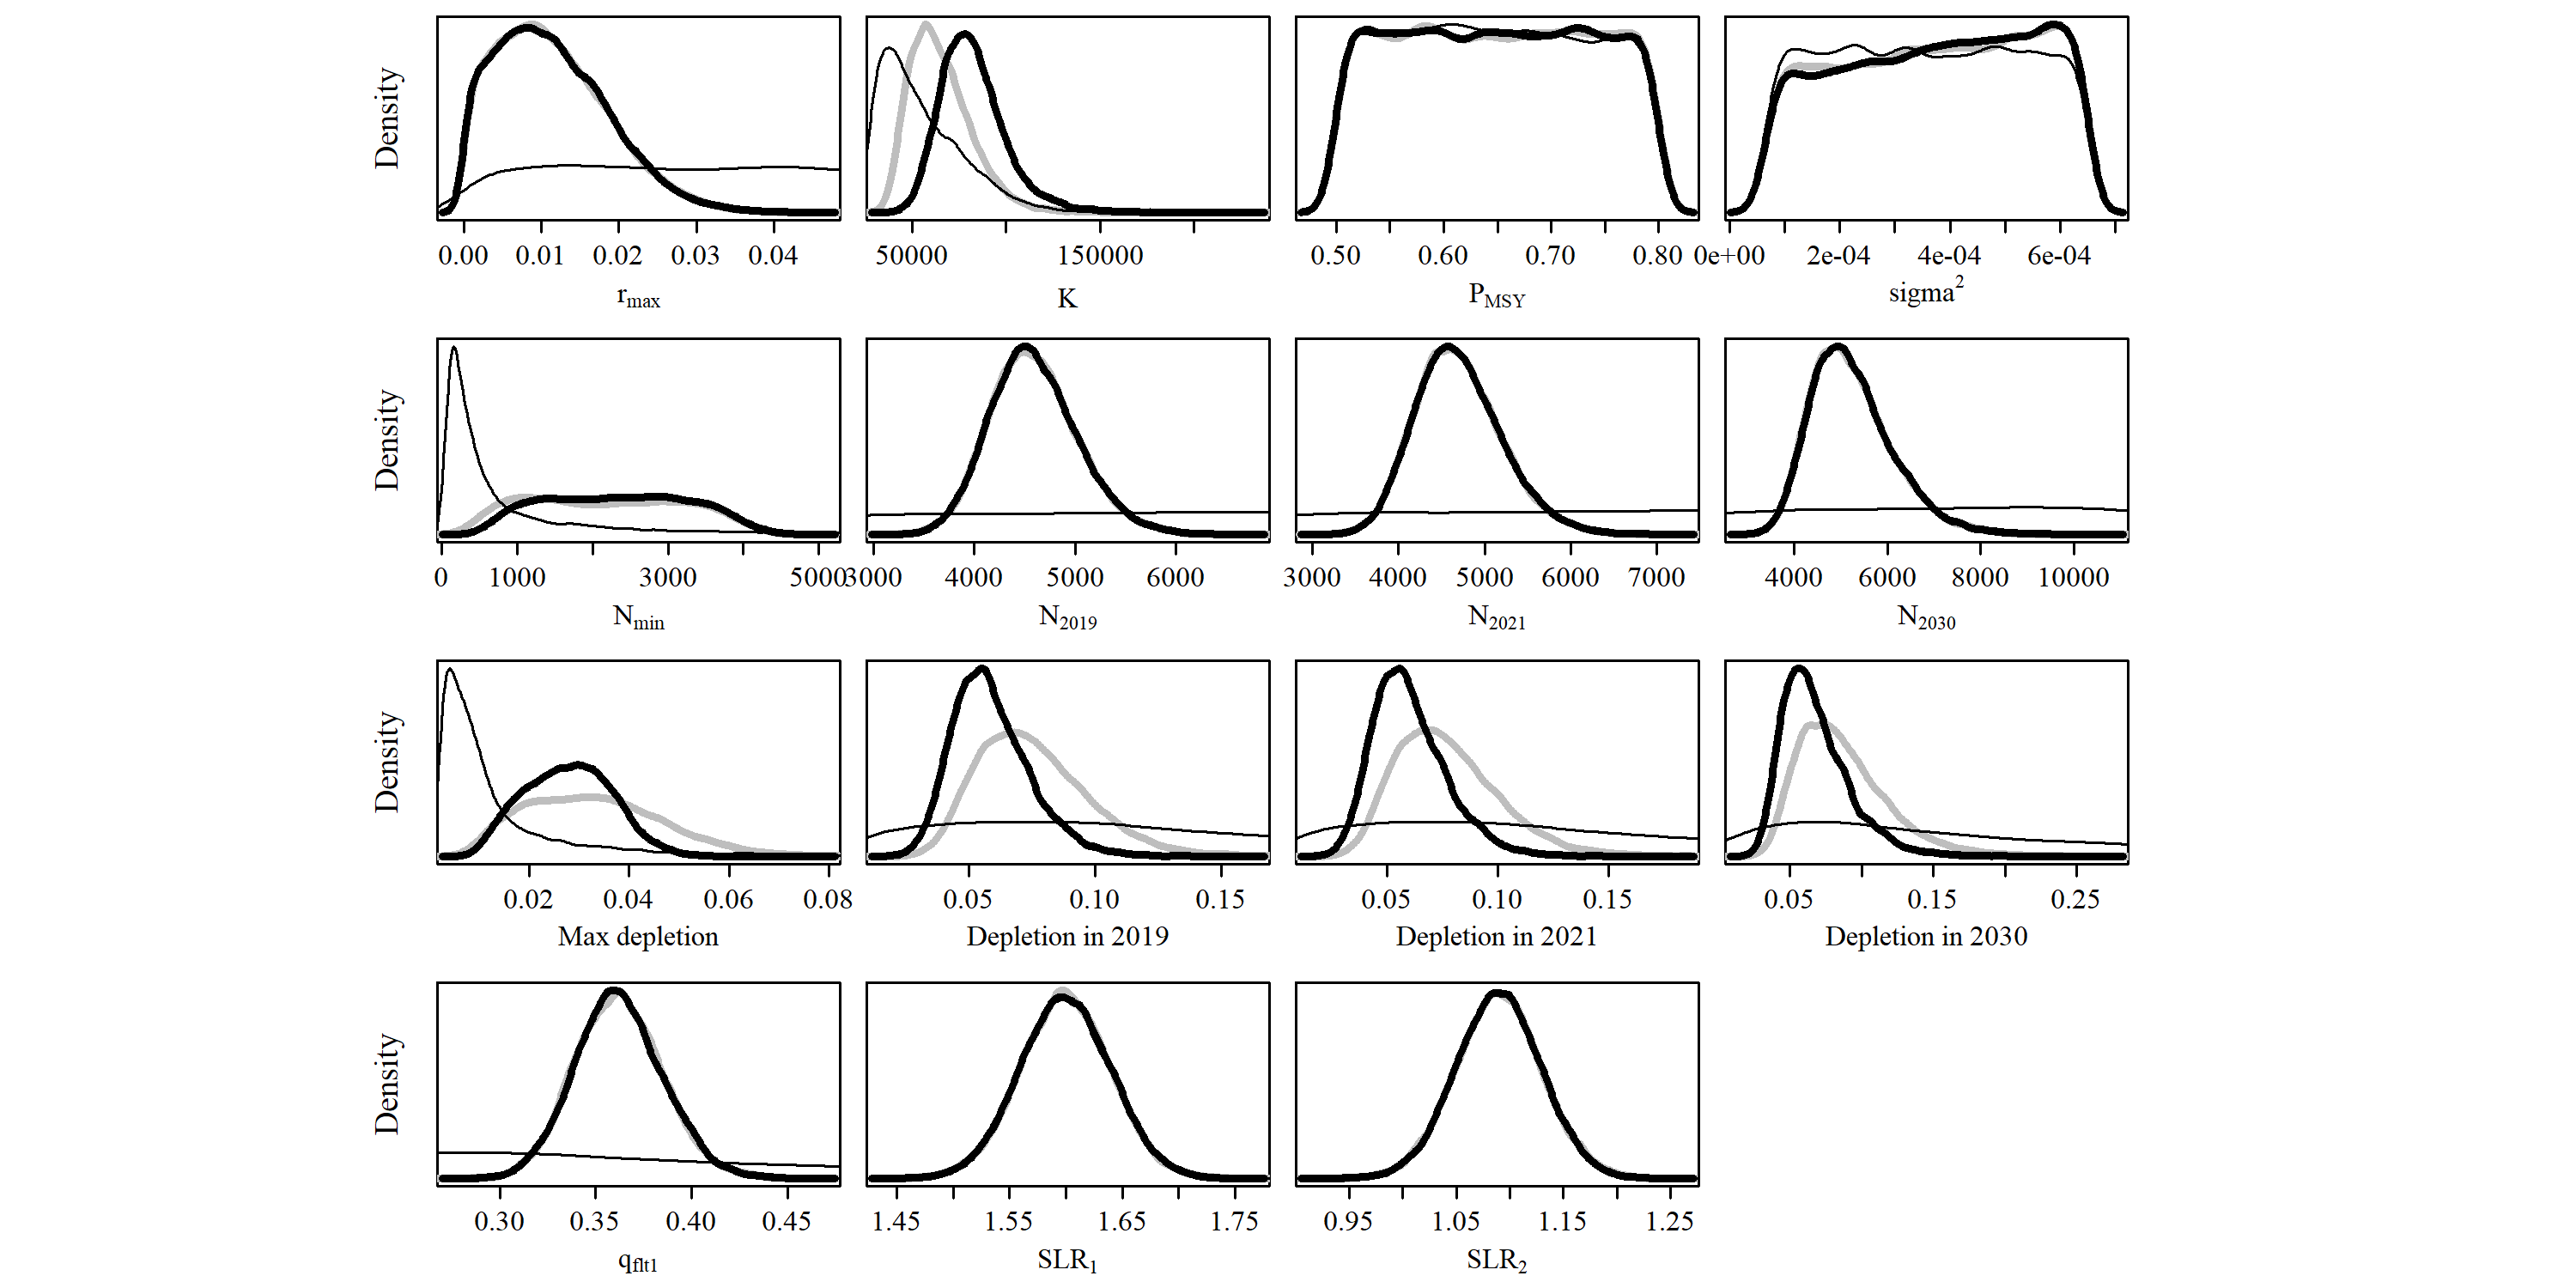 Density
0.00 0.01 0.02 0.03 0.04
r_max
50000 150000
K
0.50 0.60 0.70 0.80
P_MSY
0e+00 2e-04 4e-04 6e-04
sigma²
Density
0 1000 3000 5000
N_min
3000 4000 5000 6000
N_2019
3000 4000 5000 6000 7000
N_2021
4000 6000 8000 10000
N_2030
Density
0.02 0.04 0.06 0.08
Max depletion
0.05 0.10 0.15
Depletion in 2019
0.05 0.10 0.15
Depletion in 2021
0.05 0.15 0.25
Depletion in 2030
Density
0.30 0.35 0.40 0.45
q_flt1
1.45 1.55 1.65 1.75
SLR_1
0.95 1.05 1.15 1.25
SLR_2